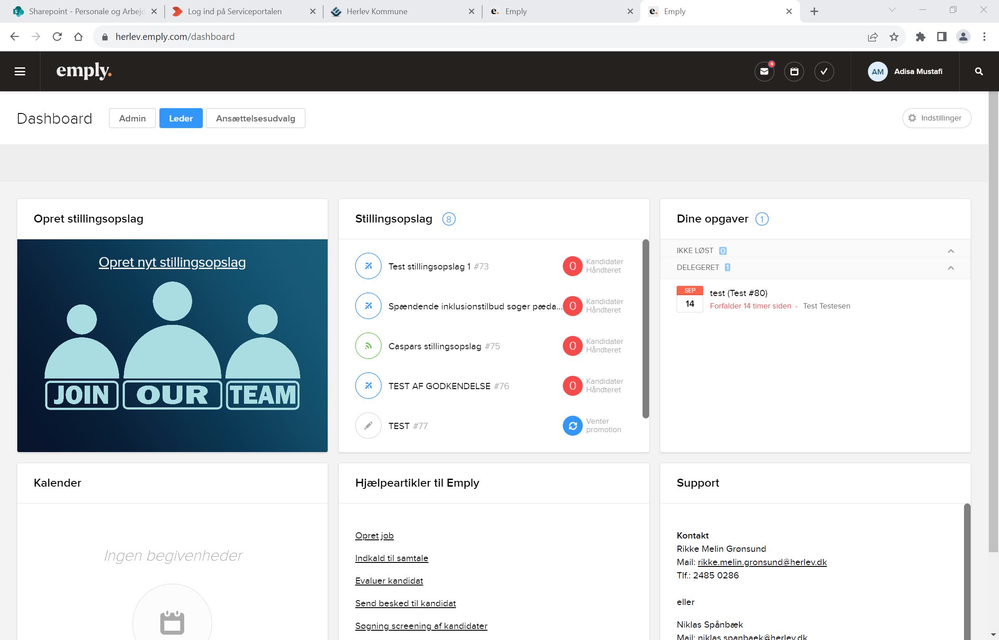 Sharepoint - Personale og Arbejd
Log ind på Serviceportalen
Herlev Kommune
Emply
Emply
herlev.emply.com/dashboard
emply.
6
AM
Adisa Mustafi
Dashboard
Admin
Leder
Ansættelsesudvalg
Indstillinger
Opret stillingsopslag
Opret nyt stillingsopslag
JOIN OUR TEAM
Stillingsopslag 8
Test stillingsopslag 1 #73
0 Kandidater
Håndteret
Spændende inklusionstilbud søger pæda...
0 Kandidater
Håndteret
Caspars stillingsopslag #75
0 Kandidater
Håndteret
TEST AF GODKENDELSE #76
0 Kandidater
Håndteret
TEST #77
Venter
promotion
Dine opgaver 1
IKKE LØST 0
DELEGERET 1
SEP
14
test (Test #80)
Forfalder 14 timer siden • Test Testesen
Kalender
Ingen begivenheder
Hjælpeartikler til Emply
Opret job
Indkald til samtale
Evaluer kandidat
Send besked til kandidat
Søgning screening af kandidater
Support
Kontakt
Rikke Melin Grønsund
Mail: rikke.melin.gronsund@herlev.dk
Tlf.: 2485 0286
eller
Niklas Spånbæk
Mail: niklas.spanbaek@herlev.dk